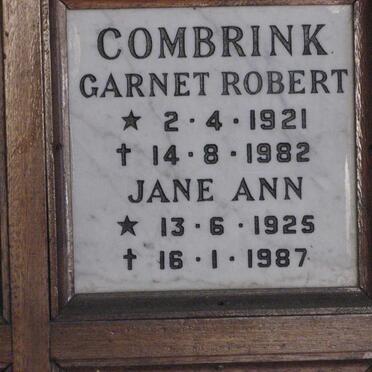 COMBRINK
GARNET ROBERT
★ 2 · 4 · 1921
† 14 · 8 · 1982
JANE ANN
★ 13 · 6 · 1925
† 16 · 1 · 1987